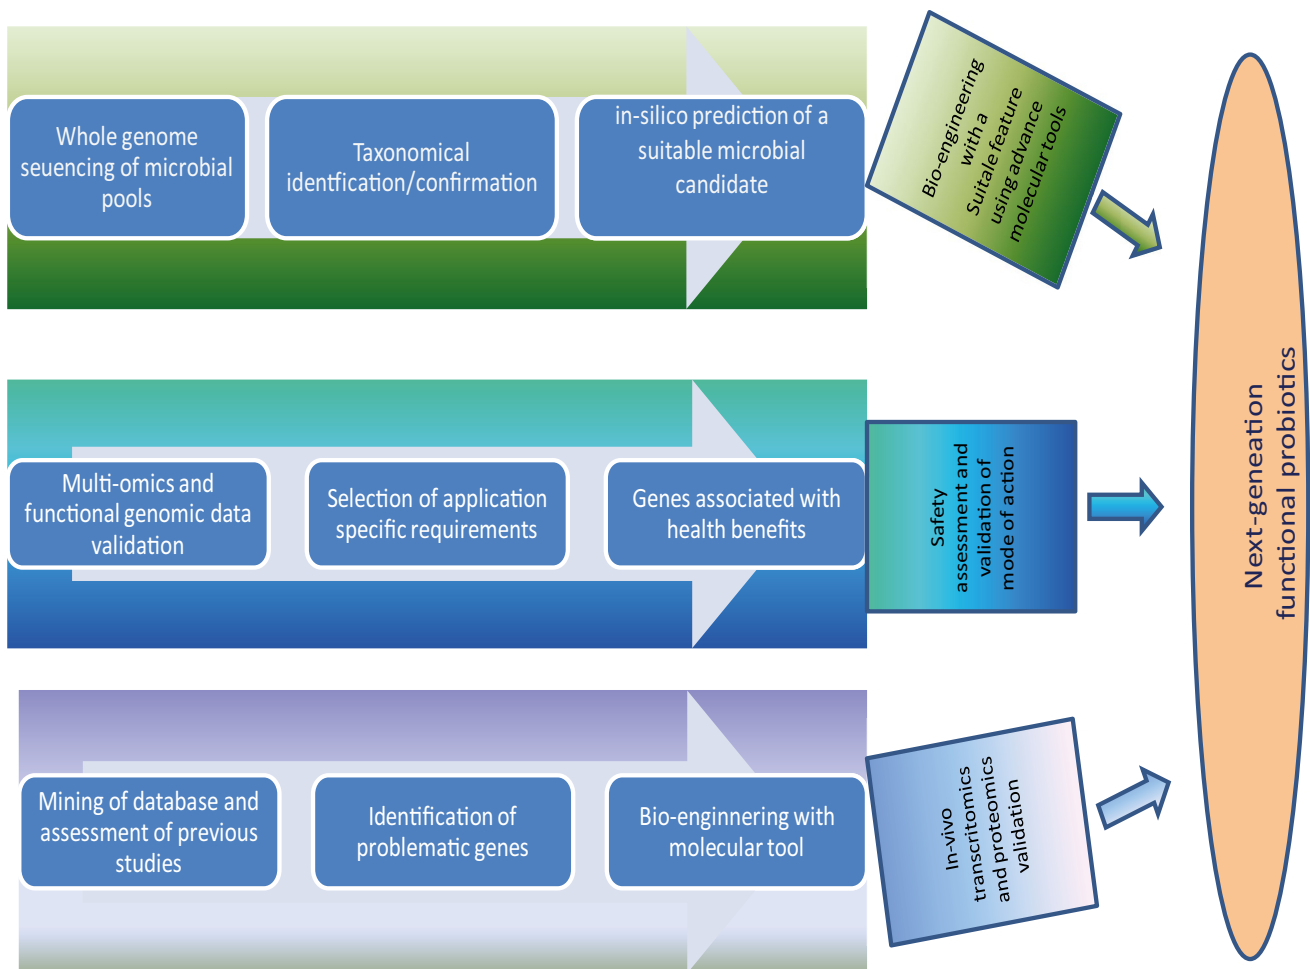 Whole genome
seuencing of microbial
pools
Taxonomical
identfication/confirmation
in-silico prediction of a
suitable microbial
candidate
Bio-engineering
with a
Suitale feature
using advance
molecular tools
Multi-omics and
functional genomic data
validation
Selection of application
specific requirements
Genes associated with
health benefits
Safety
assessment and
validation of
mode of action
Mining of database and
assessment of previous
studies
Identification of
problematic genes
Bio-enginnering with
molecular tool
In-vivo
transcritomics
and proteomics
validation
Next-geneation
functional probiotics